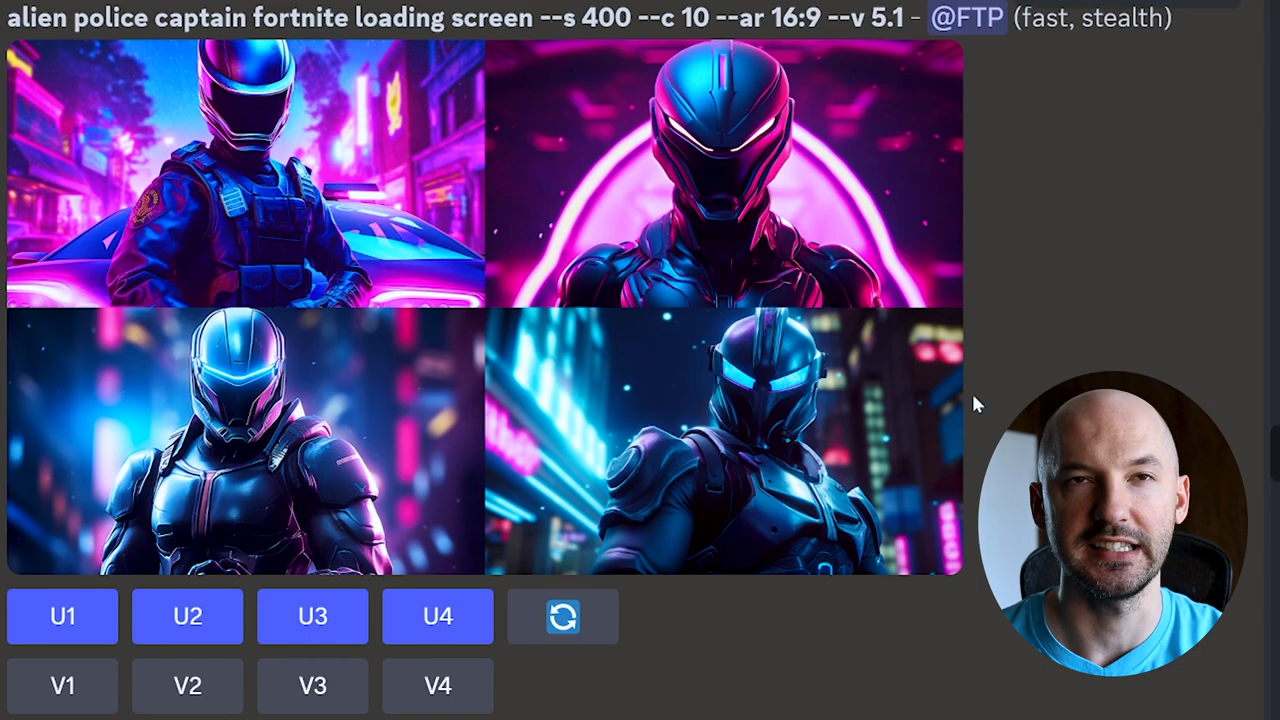 alien police captain fortnite loading screen --s 400 --c 10 --ar 16:9 --v 5.1 - @FTP (fast, stealth)
U1 U2 U3 U4
V1 V2 V3 V4